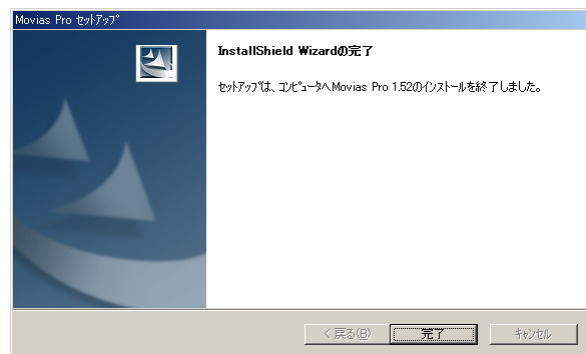 Movias Pro セットアップ
InstallShield Wizardの完了
セットアップは、コンピュータへMovias Pro 1.52のインストールを終了しました。
< 戻る(B)
完了
キャンセル